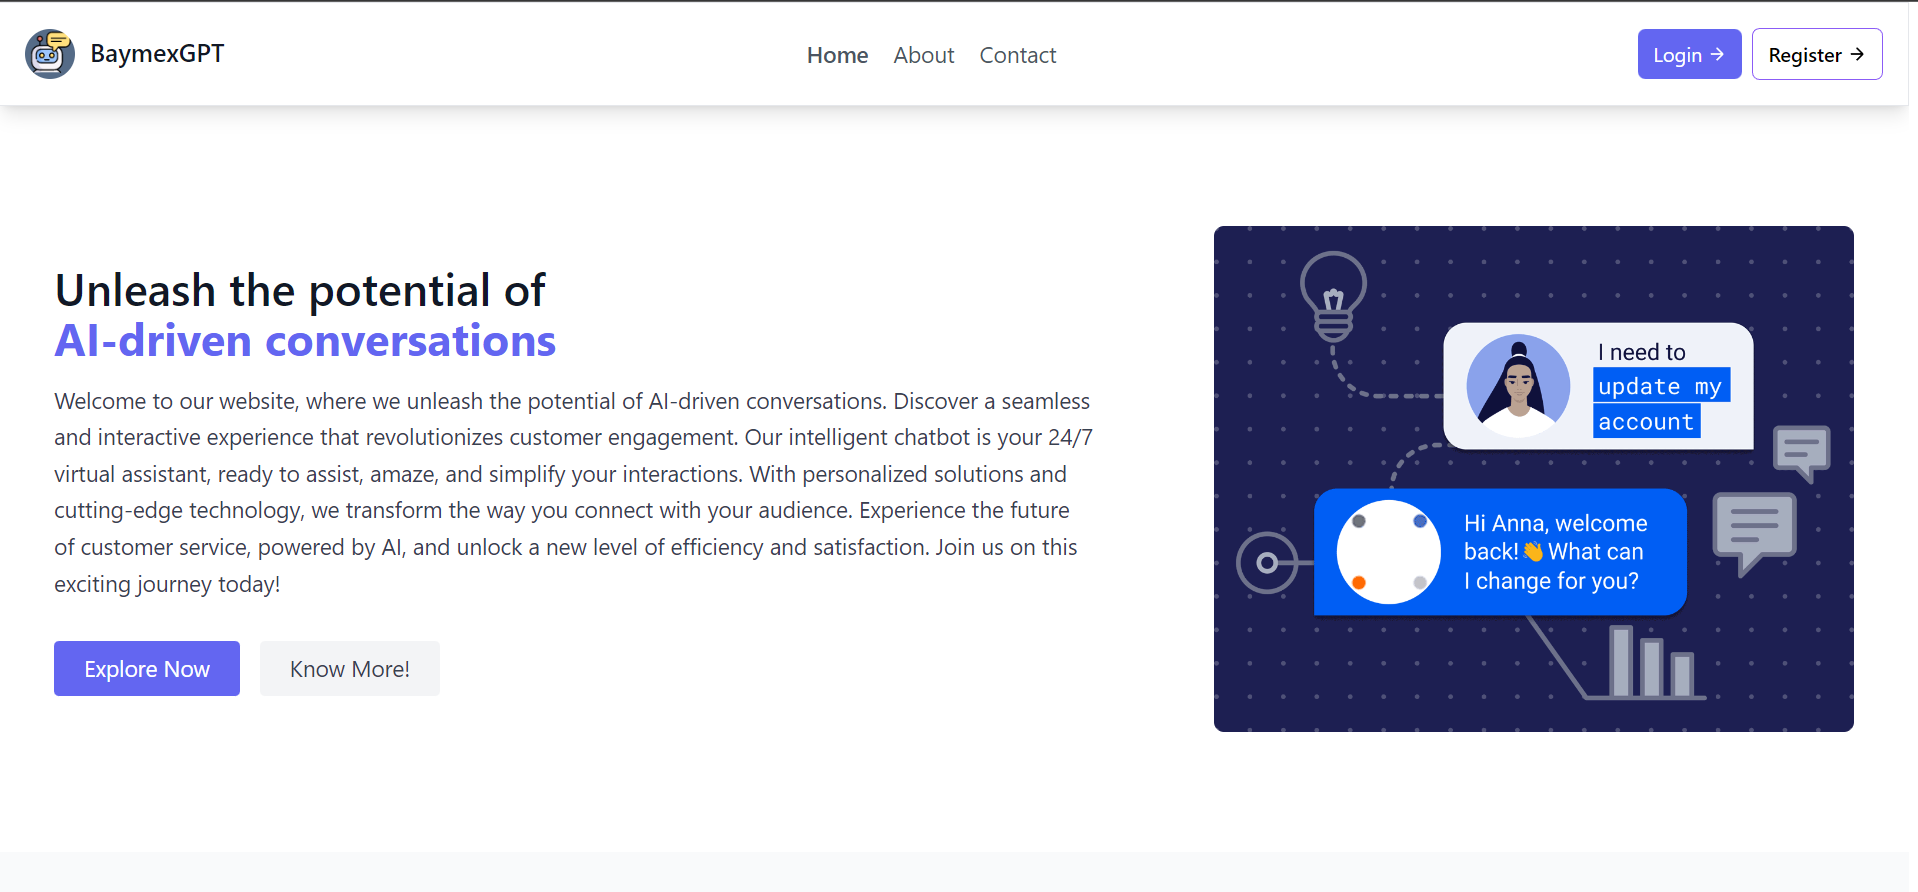 BaymexGPT
Home About Contact
Login →
Register →
Unleash the potential of
AI-driven conversations
Welcome to our website, where we unleash the potential of AI-driven conversations. Discover a seamless
and interactive experience that revolutionizes customer engagement. Our intelligent chatbot is your 24/7
virtual assistant, ready to assist, amaze, and simplify your interactions. With personalized solutions and
cutting-edge technology, we transform the way you connect with your audience. Experience the future
of customer service, powered by AI, and unlock a new level of efficiency and satisfaction. Join us on this
exciting journey today!
Explore Now
Know More!
I need to
update my
account
Hi Anna, welcome
back!👋What can
I change for you?